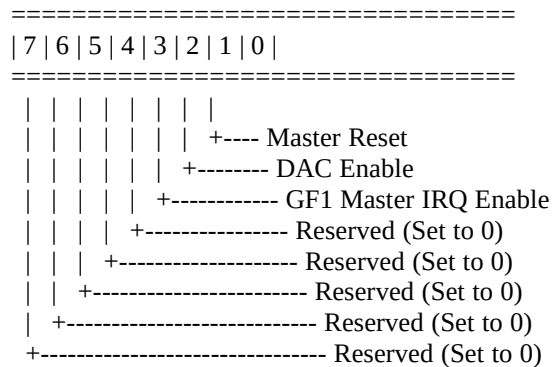 =================================
| 7 | 6 | 5 | 4 | 3 | 2 | 1 | 0 |
=================================
| | | | | | | |
| | | | | | | +---- Master Reset
| | | | | | +-------- DAC Enable
| | | | | +------------ GF1 Master IRQ Enable
| | | | +---------------- Reserved (Set to 0)
| | | +-------------------- Reserved (Set to 0)
| | +------------------------ Reserved (Set to 0)
| +---------------------------- Reserved (Set to 0)
+-------------------------------- Reserved (Set to 0)